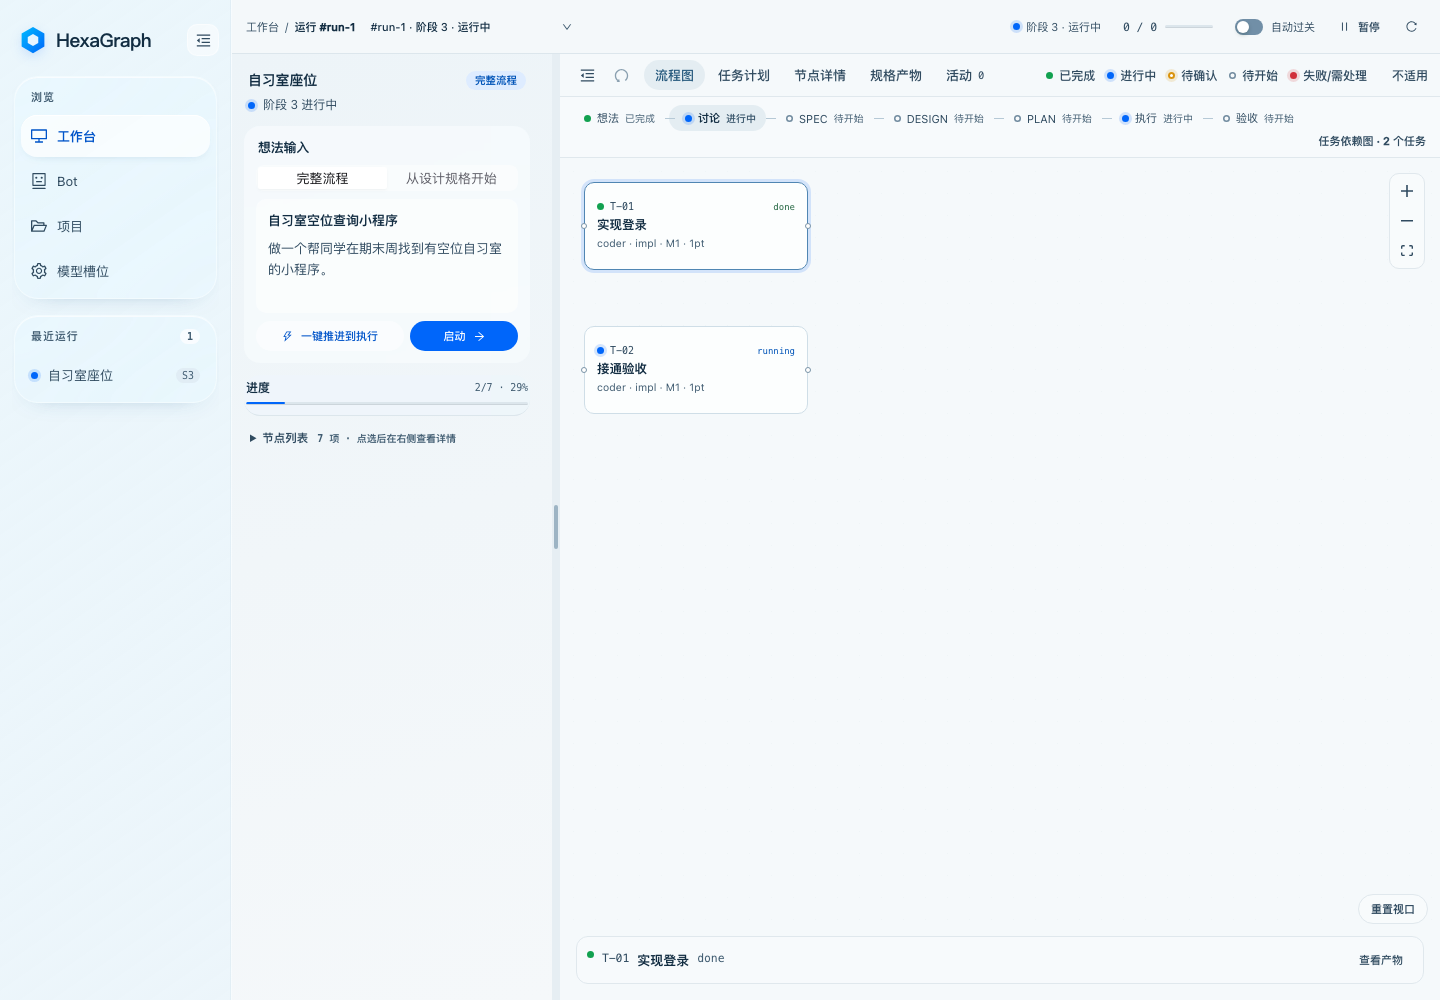 HexaGraph
浏览
工作台
Bot
项目
模型槽位
最近运行 1
自习室座位 S3
工作台 / 运行 #run-1 #run-1 · 阶段 3 · 运行中
阶段 3 · 运行中 0 / 0 自动过关 暂停
自习室座位 完整流程
阶段 3 进行中
想法输入
完整流程 从设计规格开始
自习室空位查询小程序
做一个帮同学在期末周找到有空位自习室
的小程序。
一键推进到执行 启动
进度 2/7 · 29%
节点列表 7 项 · 点选后在右侧查看详情
流程图 任务计划 节点详情 规格产物 活动 0 已完成 进行中 待确认 待开始 失败/需处理 不适用
想法 已完成 讨论 进行中 SPEC 待开始 DESIGN 待开始 PLAN 待开始 执行 进行中 验收 待开始
任务依赖图 · 2 个任务
T-01 done
实现登录
coder · impl · M1 · 1pt
T-02 running
接通验收
coder · impl · M1 · 1pt
重置视口
T-01 实现登录 done 查看产物